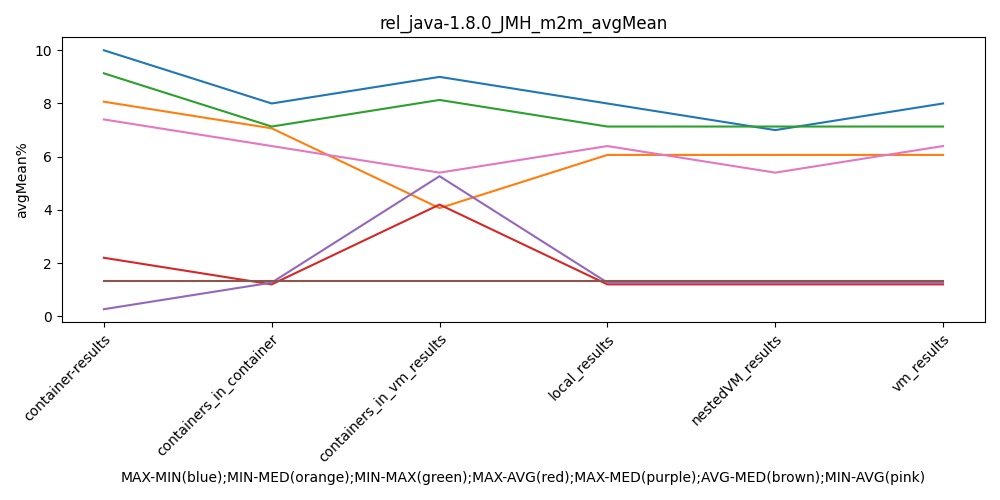 rel_java-1.8.0_JMH_m2m_avgMean
avgMean%
10
8
6
4
2
0
container-results
containers_in_container
containers_in_vm_results
local_results
nestedVM_results
vm_results
MAX-MIN(blue);MIN-MED(orange);MIN-MAX(green);MAX-AVG(red);MAX-MED(purple);AVG-MED(brown);MIN-AVG(pink)